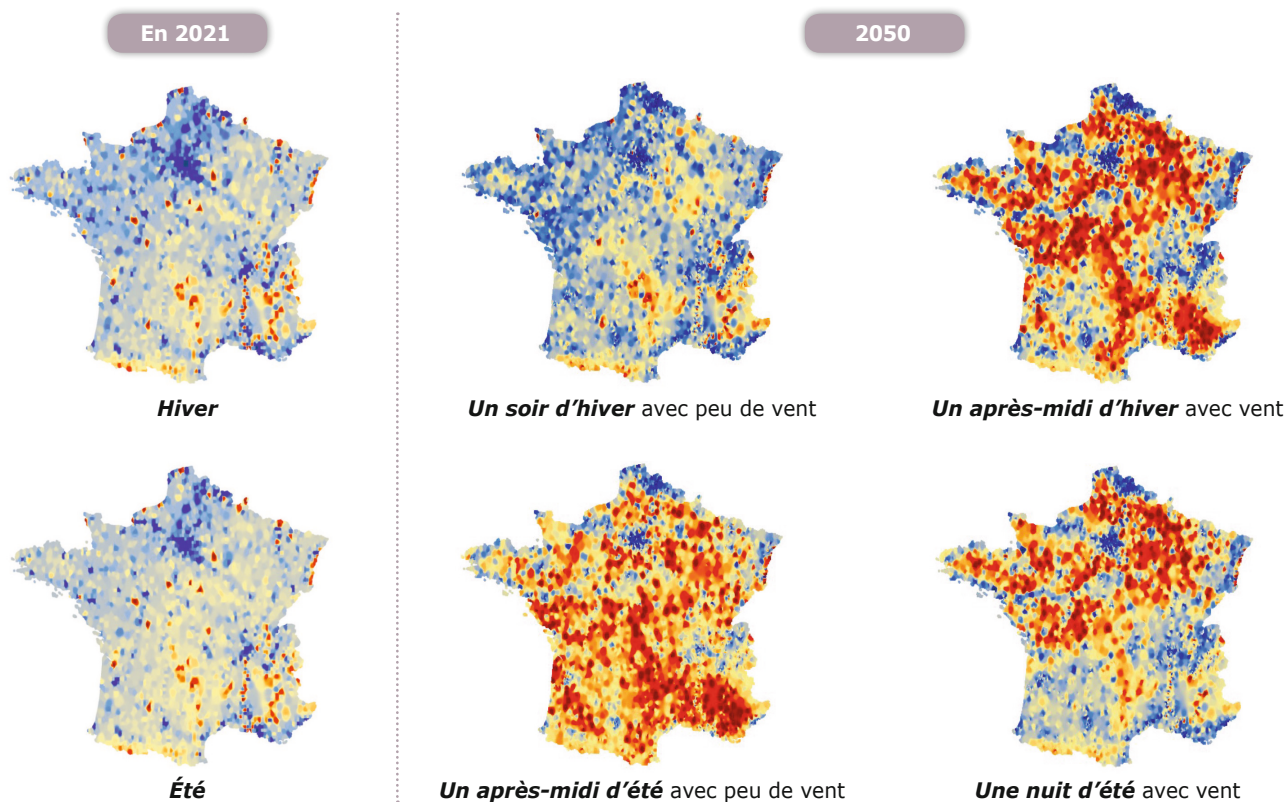 En 2021
2050
Hiver
Un soir d’hiver avec peu de vent
Un après-midi d’hiver avec vent
Été
Un après-midi d’été avec peu de vent
Une nuit d’été avec vent